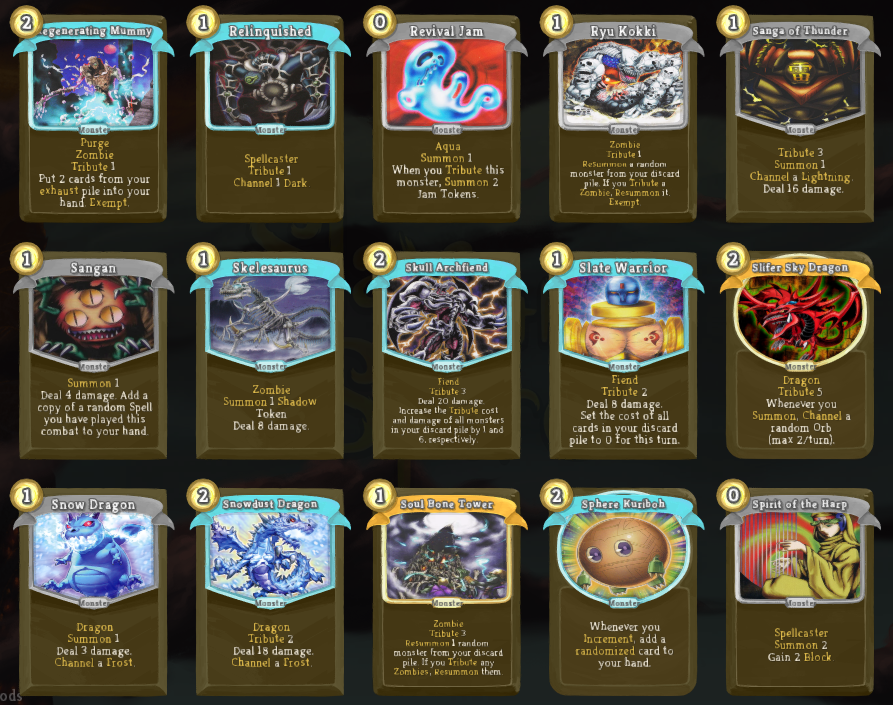 2
Regenerating Mummy
Monster
Purge
Zombie
Tribute 1
Put 2 cards from your
exhaust pile into your
hand. Exempt.
1
Relinquished
Monster
Spellcaster
Tribute 1
Channel 1 Dark.
0
Revival Jam
Monster
Aqua
Summon 1
When you Tribute this
monster, Summon 2
Jam Tokens.
1
Ryu Kokki
Monster
Zombie
Tribute 1
Resummon a random
monster from your discard
pile. If you Tribute a
Zombie, Resummon it.
Exempt.
1
Sanga of Thunder
雷
Monster
Tribute 3
Summon 1
Channel a Lightning.
Deal 16 damage.
1
Sangan
Monster
Summon 1
Deal 4 damage. Add a
copy of a random Spell
you have played this
combat to your hand.
1
Skelesaurus
Monster
Zombie
Summon 1 Shadow
Token
Deal 8 damage.
2
Skull Archfiend
Monster
Fiend
Tribute 3
Deal 20 damage.
Increase the Tribute cost
and damage of all monsters
in your discard pile by 1 and
6, respectively.
1
Slate Warrior
Monster
Fiend
Tribute 2
Deal 8 damage.
Set the cost of all
cards in your discard
pile to 0 for this turn.
2
Slifer Sky Dragon
Monster
Dragon
Tribute 5
Whenever you
Summon, Channel a
random Orb
(max 2/turn).
1
Snow Dragon
Monster
Dragon
Summon 1
Deal 3 damage.
Channel a Frost.
2
Snowdust Dragon
Monster
Dragon
Tribute 2
Deal 18 damage.
Channel a Frost.
1
Soul Bone Tower
Monster
Zombie
Tribute 3
Resummon 1 random
monster from your discard
pile. If you Tribute any
Zombies, Resummon them.
2
Sphere Kuriboh
Monster
Whenever you
Increment, add a
randomized card to
your hand.
0
Spirit of the Harp
Monster
Spellcaster
Summon 2
Gain 2 Block
ods